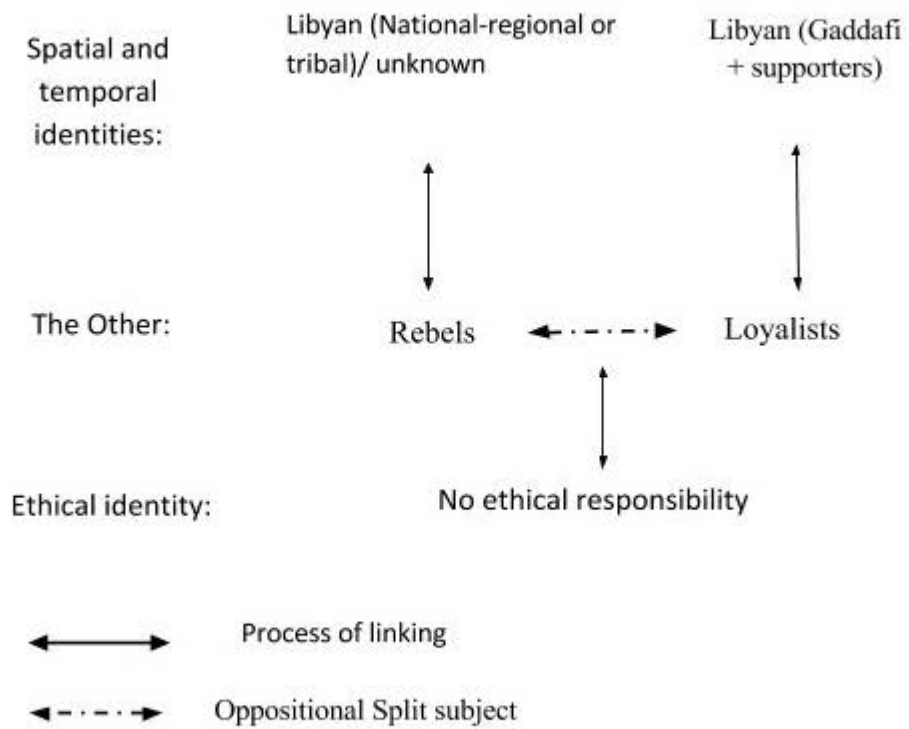 Spatial and
temporal
identities:
Libyan (National-regional or
tribal)/ unknown
Libyan (Gaddafi
+ supporters)
The Other:
Rebels
Loyalists
Ethical identity:
No ethical responsibility
Process of linking
Oppositional Split subject